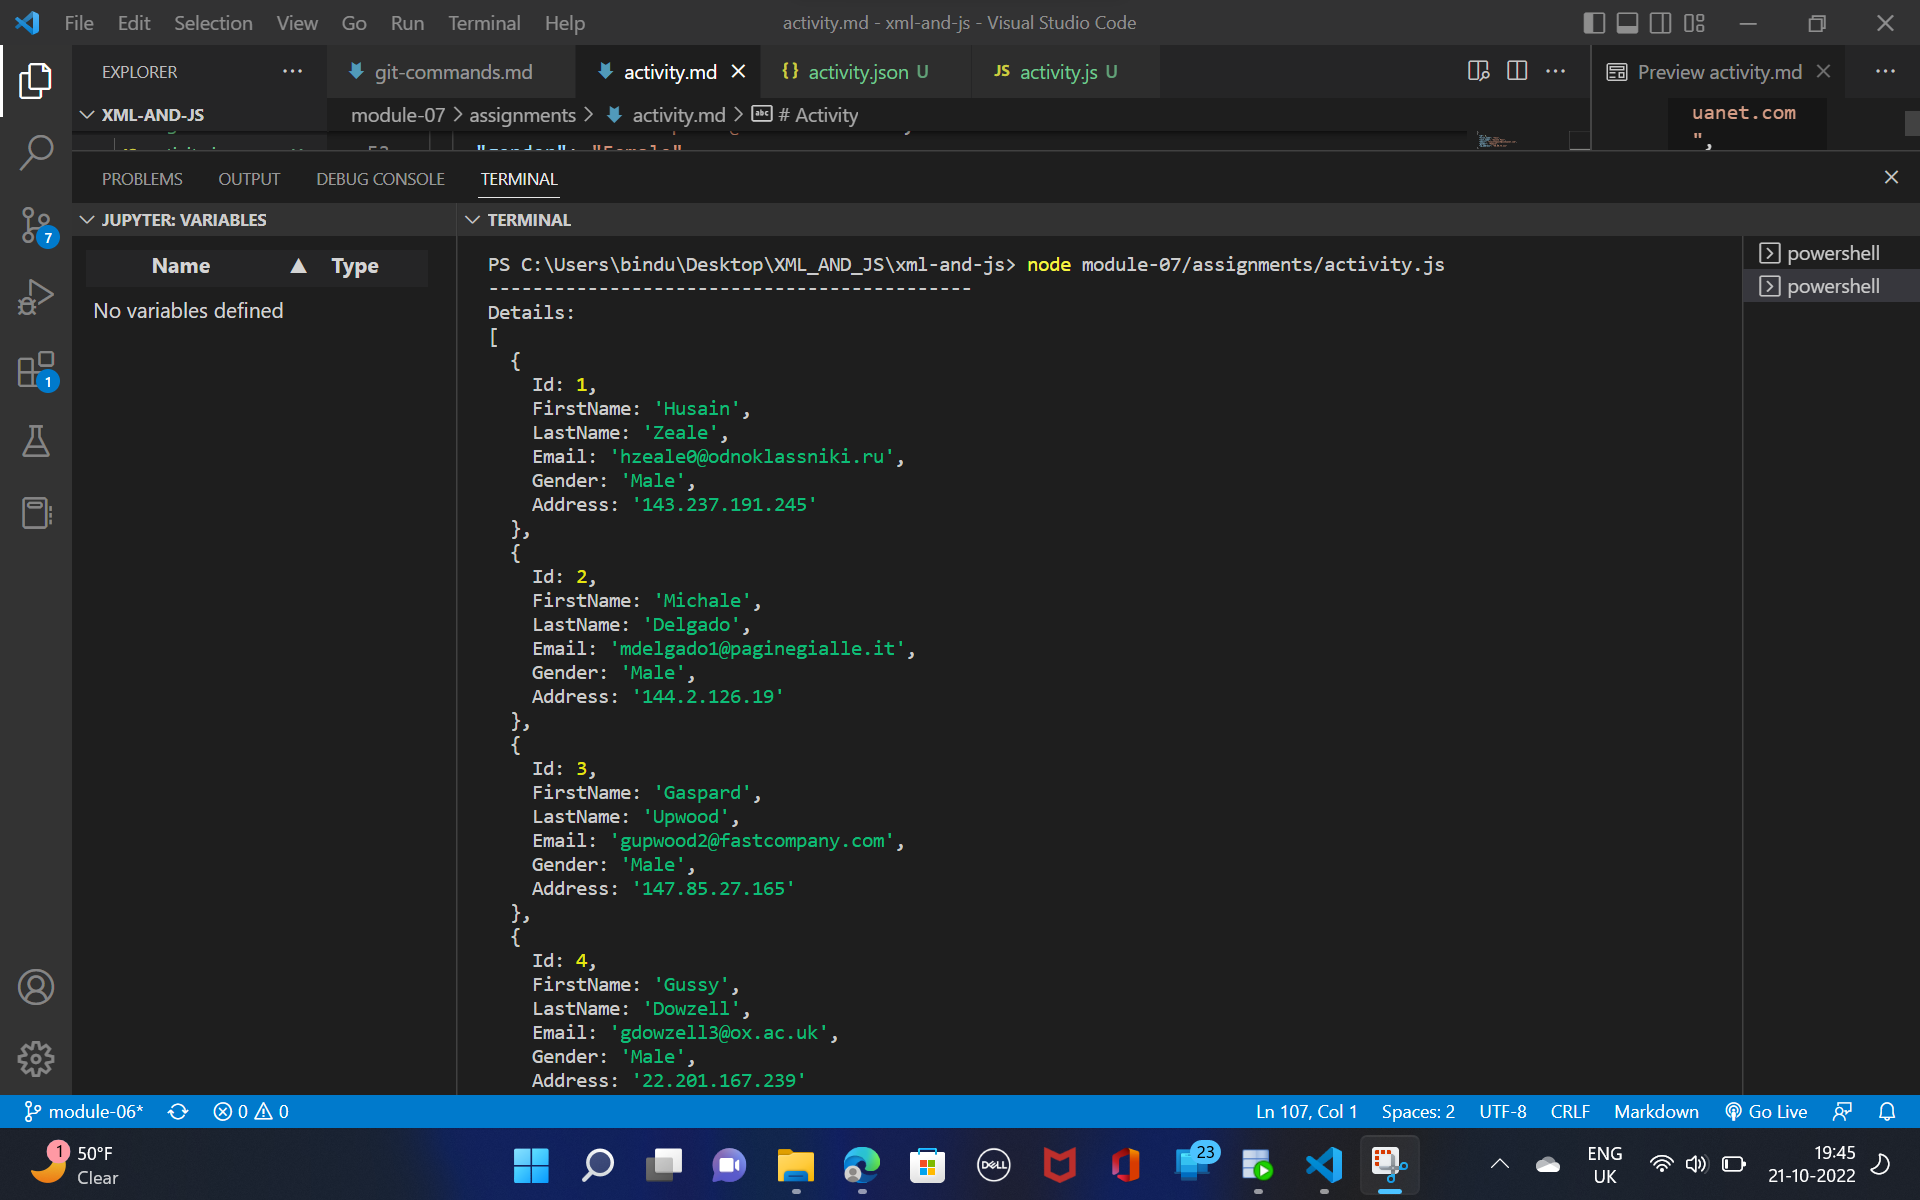 File Edit Selection View Go Run Terminal Help activity.md - xml-and-js - Visual Studio Code
EXPLORER git-commands.md activity.md {} activity.json U JS activity.js U Preview activity.md
XML-AND-JS module-07 > assignments > activity.md > # Activity
uanet.com
",
"gender": "Female"
PROBLEMS OUTPUT DEBUG CONSOLE TERMINAL
JUPYTER: VARIABLES TERMINAL
Name Type
No variables defined
powershell
powershell
PS C:\Users\bindu\Desktop\XML_AND_JS\xml-and-js> node module-07/assignments/activity.js
--------------------------------------------
Details:
[
{
Id: 1,
FirstName: 'Husain',
LastName: 'Zeale',
Email: 'hzeale0@odnoklassniki.ru',
Gender: 'Male',
Address: '143.237.191.245'
},
{
Id: 2,
FirstName: 'Michale',
LastName: 'Delgado',
Email: 'mdelgado1@paginegialle.it',
Gender: 'Male',
Address: '144.2.126.19'
},
{
Id: 3,
FirstName: 'Gaspard',
LastName: 'Upwood',
Email: 'gupwood2@fastcompany.com',
Gender: 'Male',
Address: '147.85.27.165'
},
{
Id: 4,
FirstName: 'Gussy',
LastName: 'Dowzell',
Email: 'gdowzell3@ox.ac.uk',
Gender: 'Male',
Address: '22.201.167.239'
7
1
module-06* 0 0 Ln 107, Col 1 Spaces: 2 UTF-8 CRLF Markdown Go Live
1 50°F
Clear
DELL
23
ENG
UK
19:45
21-10-2022